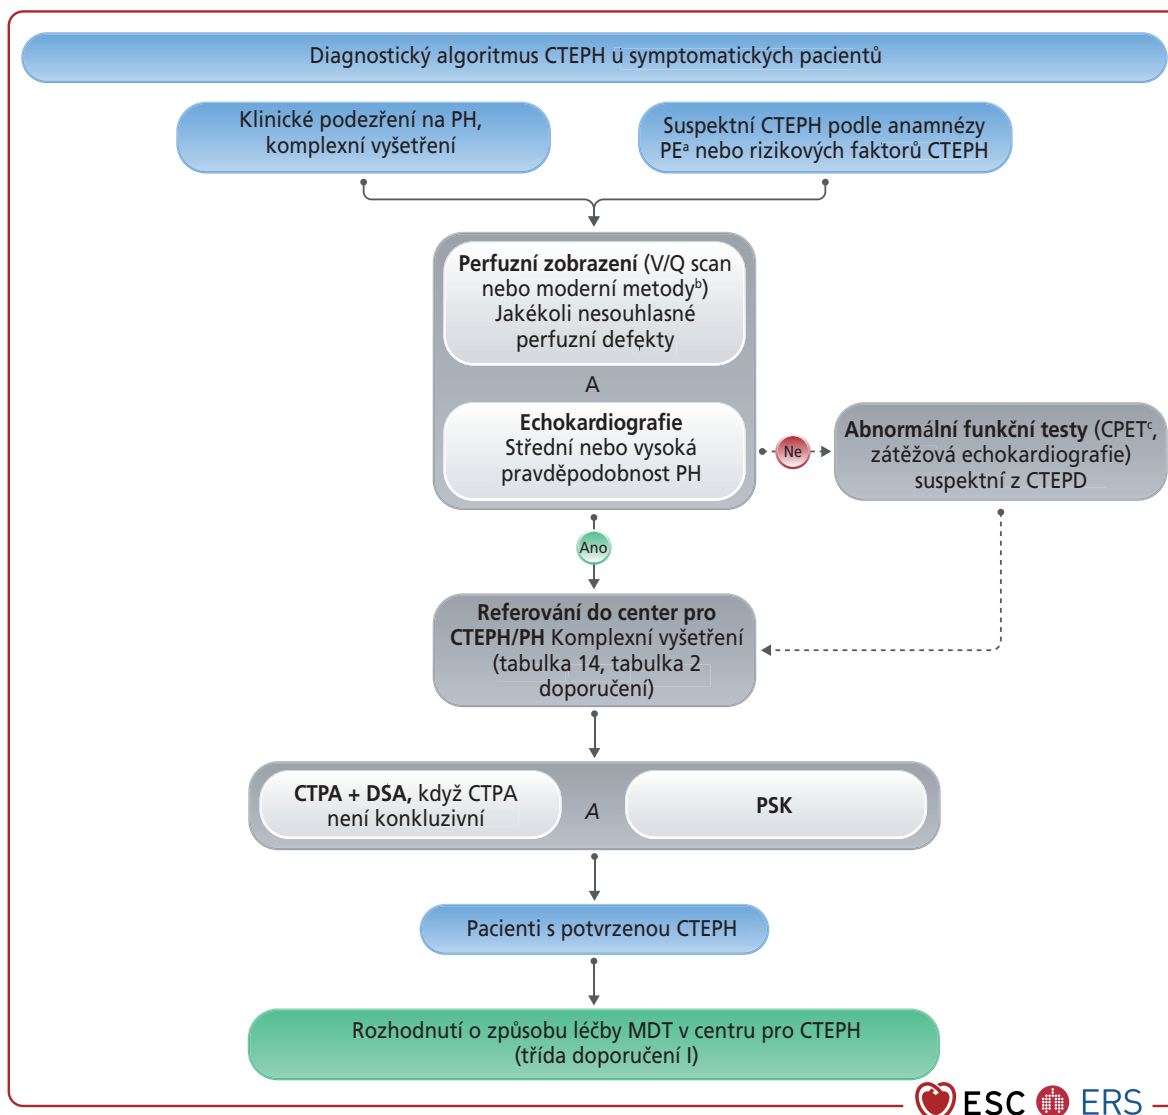 Diagnostický algoritmus CTEPH u symptomatických pacientů
Klinické podezření na PH,
komplexní vyšetření
Suspektní CTEPH podle anamnézy
PEᵃ nebo rizikových faktorů CTEPH
Perfuzní zobrazení (V/Q scan
nebo moderní metodyᵇ)
Jakékoli nesouhlasné
perfuzní defekty
A
Echokardiografie
Střední nebo vysoká
pravděpodobnost PH
Ne
Abnormální funkční testy (CPETᶜ,
zátěžová echokardiografie)
suspektní z CTEPD
Ano
Referování do center pro
CTEPH/PH Komplexní vyšetření
(tabulka 14, tabulka 2
doporučení)
CTPA + DSA, když CTPA
není konkluzivní
A
PSK
Pacienti s potvrzenou CTEPH
Rozhodnutí o způsobu léčby MDT v centru pro CTEPH
(třída doporučení I)
ESC ERS